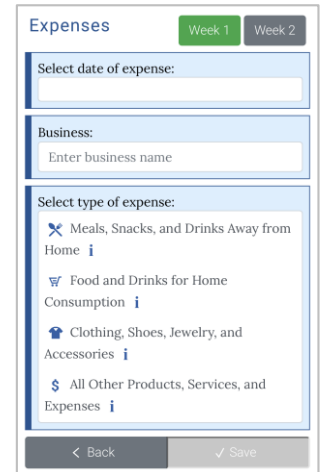 Expenses
Week 1
Week 2
Select date of expense:
Business:
Enter business name
Select type of expense:
Meals, Snacks, and Drinks Away from
Home i
Food and Drinks for Home
Consumption i
Clothing, Shoes, Jewelry, and
Accessories i
$ All Other Products, Services, and
Expenses i
< Back
✓ Save